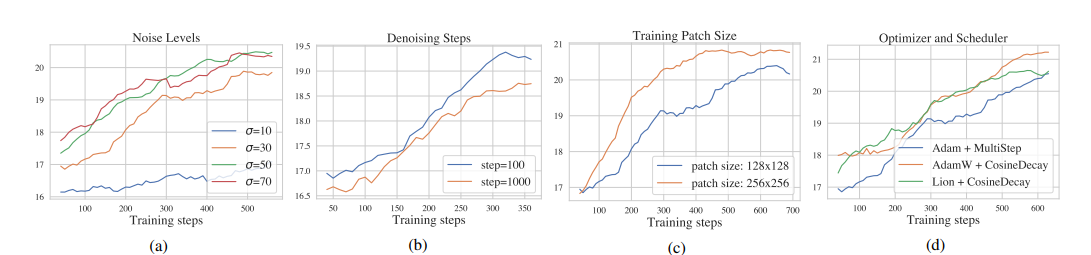 Noise Levels
20
19
18
17
16
σ=10
σ=30
σ=50
σ=70
100
200
300
400
500
Training steps
(a)
Denoising Steps
19.5
19.0
18.5
18.0
17.5
17.0
16.5
step=100
step=1000
50
100
150
200
250
300
350
Training steps
(b)
Training Patch Size
21
20
19
18
17
patch size: 128x128
patch size: 256x256
100
200
300
400
500
600
700
Training steps
(c)
Optimizer and Scheduler
21
20
19
18
17
Adam + MultiStep
AdamW + CosineDecay
Lion + CosineDecay
100
200
300
400
500
600
Training steps
(d)